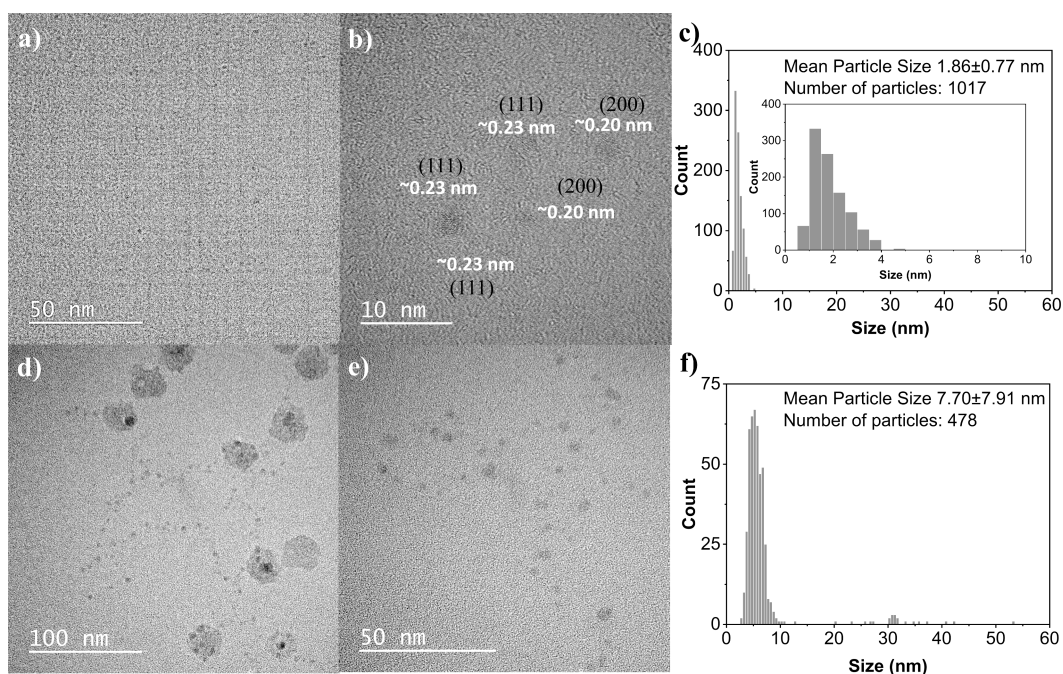 a)
50 nm
b)
(111)
~0.23 nm
(200)
~0.20 nm
(111)
~0.23 nm
(200)
~0.20 nm
~0.23 nm
(111)
10 nm
c)
Mean Particle Size 1.86±0.77 nm
Number of particles: 1017
400
300
200
100
0
Count
0 10 20 30 40 50 60
Size (nm)
400
300
200
100
0
Count
0 2 4 6 8 10
Size (nm)
d)
100 nm
e)
50 nm
f)
Mean Particle Size 7.70±7.91 nm
Number of particles: 478
75
50
25
0
Count
0 10 20 30 40 50 60
Size (nm)